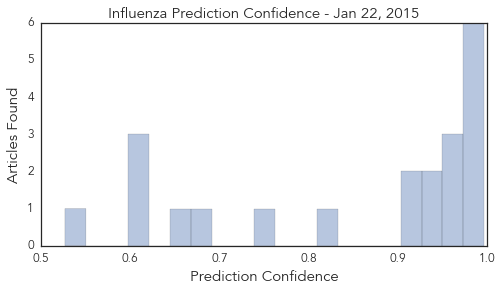 Influenza Prediction Confidence - Jan 22, 2015
Articles Found
6
5
4
3
2
1
0
0.5 0.6 0.7 0.8 0.9 1.0
Prediction Confidence